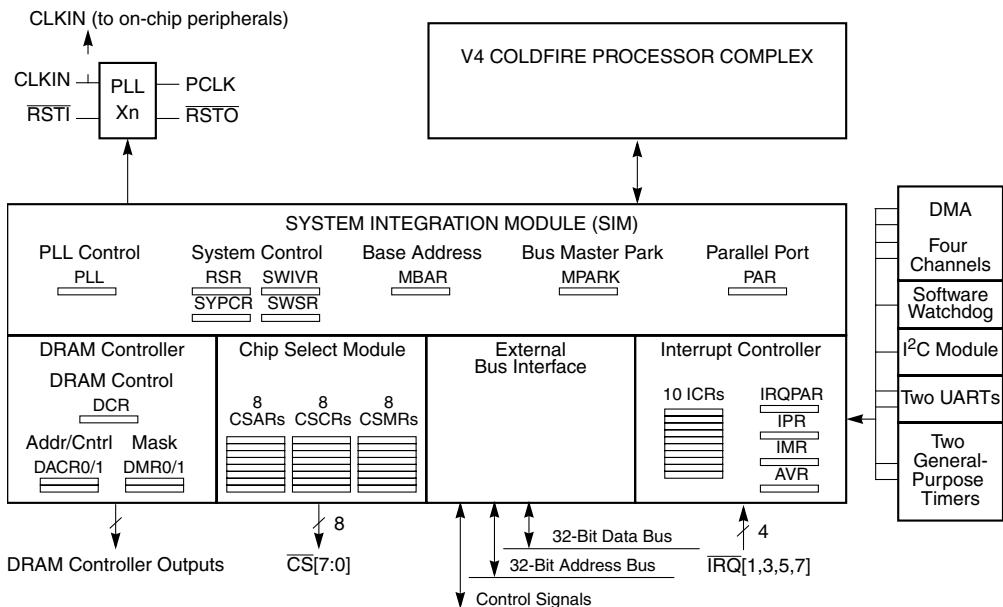 CLKIN (to on-chip peripherals)
CLKIN
PLL
Xn
PCLK
RSTI
RSTO
V4 COLDFIRE PROCESSOR COMPLEX
SYSTEM INTEGRATION MODULE (SIM)
PLL Control
System Control
Base Address
Bus Master Park
Parallel Port
PLL
RSR
SWIVR
MBAR
MPARK
PAR
SYPCR
SWSR
DRAM Controller
DRAM Control
DCR
Addr/Cntrl
Mask
DACR0/1
DMR0/1
Chip Select Module
8
CSARs
8
CSCRs
8
CSMRs
External
Bus Interface
Interrupt Controller
10 ICRs
IRQPAR
IPR
IMR
AVR
DMA
Four
Channels
Software
Watchdog
I²C Module
Two UARTs
Two
General-
Purpose
Timers
DRAM Controller Outputs
8
CS[7:0]
32-Bit Data Bus
32-Bit Address Bus
Control Signals
4
IRQ[1,3,5,7]